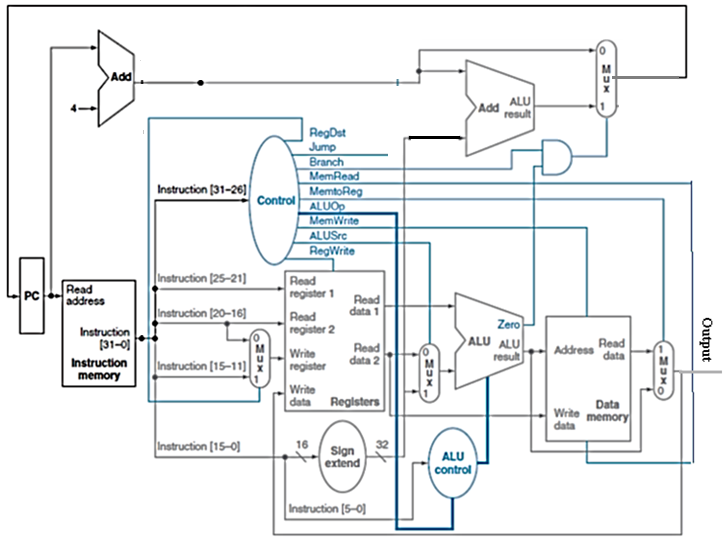 0
Mux
1
Add
4
Add
ALU
result
RegDst
Jump
Branch
MemRead
MemtoReg
ALUOp
MemWrite
ALUSrc
RegWrite
Control
Instruction [31–26]
PC
Read
address
Instruction
[31–0]
Instruction
memory
Instruction [25–21]
Instruction [20–16]
Instruction [15–11]
Instruction [15–0]
Instruction [5–0]
0
Mux
1
Read
register 1
Read
register 2
Write
register
Write
data
Read
data 1
Read
data 2
Registers
0
Mux
1
Zero
ALU
ALU
result
Address
Read
data
Write
data
Data
memory
1
Mux
0
Output
16
Sign
extend
32
ALU
control